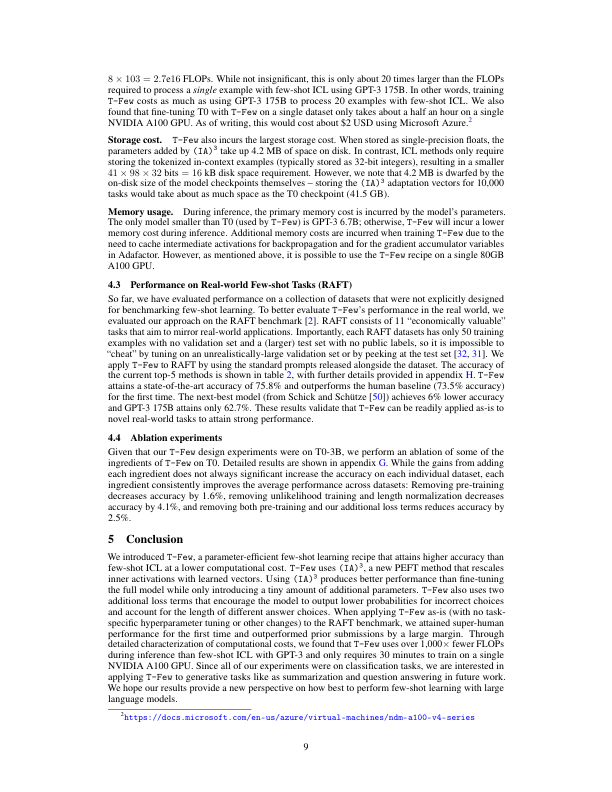 8 × 103 = 2.7e16 FLOPs. While not insignificant, this is only about 20 times larger than the FLOPs
required to process a single example with few-shot ICL using GPT-3 175B. In other words, training
T-Few costs as much as using GPT-3 175B to process 20 examples with few-shot ICL. We also
found that fine-tuning T0 with T-Few on a single dataset only takes about a half an hour on a single
NVIDIA A100 GPU. As of writing, this would cost about $2 USD using Microsoft Azure.²
Storage cost. T-Few also incurs the largest storage cost. When stored as single-precision floats, the
parameters added by (IA)³ take up 4.2 MB of space on disk. In contrast, ICL methods only require
storing the tokenized in-context examples (typically stored as 32-bit integers), resulting in a smaller
41 × 98 × 32 bits = 16 kB disk space requirement. However, we note that 4.2 MB is dwarfed by the
on-disk size of the model checkpoints themselves – storing the (IA)³ adaptation vectors for 10,000
tasks would take about as much space as the T0 checkpoint (41.5 GB).
Memory usage. During inference, the primary memory cost is incurred by the model's parameters.
The only model smaller than T0 (used by T-Few) is GPT-3 6.7B; otherwise, T-Few will incur a lower
memory cost during inference. Additional memory costs are incurred when training T-Few due to the
need to cache intermediate activations for backpropagation and for the gradient accumulator variables
in Adafactor. However, as mentioned above, it is possible to use the T-Few recipe on a single 80GB
A100 GPU.
4.3 Performance on Real-world Few-shot Tasks (RAFT)
So far, we have evaluated performance on a collection of datasets that were not explicitly designed
for benchmarking few-shot learning. To better evaluate T-Few's performance in the real world, we
evaluated our approach on the RAFT benchmark [2]. RAFT consists of 11 “economically valuable”
tasks that aim to mirror real-world applications. Importantly, each RAFT datasets has only 50 training
examples with no validation set and a (larger) test set with no public labels, so it is impossible to
“cheat” by tuning on an unrealistically-large validation set or by peeking at the test set [32, 31]. We
apply T-Few to RAFT by using the standard prompts released alongside the dataset. The accuracy of
the current top-5 methods is shown in table 2, with further details provided in appendix H. T-Few
attains a state-of-the-art accuracy of 75.8% and outperforms the human baseline (73.5% accuracy)
for the first time. The next-best model (from Schick and Schütze [50]) achieves 6% lower accuracy
and GPT-3 175B attains only 62.7%. These results validate that T-Few can be readily applied as-is to
novel real-world tasks to attain strong performance.
4.4 Ablation experiments
Given that our T-Few design experiments were on T0-3B, we perform an ablation of some of the
ingredients of T-Few on T0. Detailed results are shown in appendix G. While the gains from adding
each ingredient does not always significant increase the accuracy on each individual dataset, each
ingredient consistently improves the average performance across datasets: Removing pre-training
decreases accuracy by 1.6%, removing unlikelihood training and length normalization decreases
accuracy by 4.1%, and removing both pre-training and our additional loss terms reduces accuracy by
2.5%.
5 Conclusion
We introduced T-Few, a parameter-efficient few-shot learning recipe that attains higher accuracy than
few-shot ICL at a lower computational cost. T-Few uses (IA)³, a new PEFT method that rescales
inner activations with learned vectors. Using (IA)³ produces better performance than fine-tuning
the full model while only introducing a tiny amount of additional parameters. T-Few also uses two
additional loss terms that encourage the model to output lower probabilities for incorrect choices
and account for the length of different answer choices. When applying T-Few as-is (with no task-
specific hyperparameter tuning or other changes) to the RAFT benchmark, we attained super-human
performance for the first time and outperformed prior submissions by a large margin. Through
detailed characterization of computational costs, we found that T-Few uses over 1,000× fewer FLOPs
during inference than few-shot ICL with GPT-3 and only requires 30 minutes to train on a single
NVIDIA A100 GPU. Since all of our experiments were on classification tasks, we are interested in
applying T-Few to generative tasks like as summarization and question answering in future work.
We hope our results provide a new perspective on how best to perform few-shot learning with large
language models.
²https://docs.microsoft.com/en-us/azure/virtual-machines/ndm-a100-v4-series
9